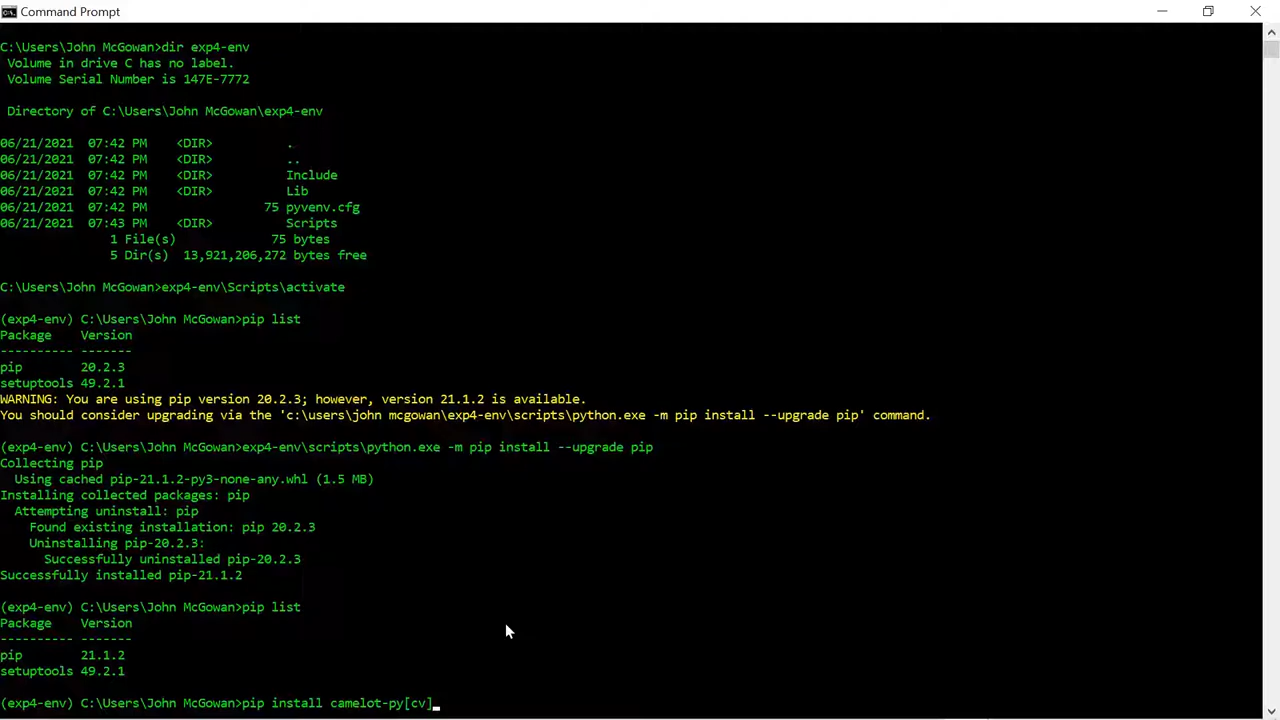 Command Prompt
C:\Users\John McGowan>dir exp4-env
Volume in drive C has no label.
Volume Serial Number is 147E-7772
Directory of C:\Users\John McGowan\exp4-env
06/21/2021  07:42 PM    <DIR>          .
06/21/2021  07:42 PM    <DIR>          ..
06/21/2021  07:42 PM    <DIR>          Include
06/21/2021  07:42 PM    <DIR>          Lib
06/21/2021  07:42 PM                75 pyvenv.cfg
06/21/2021  07:43 PM    <DIR>          Scripts
1 File(s)             75 bytes
5 Dir(s)  13,921,206,272 bytes free
C:\Users\John McGowan>exp4-env\Scripts\activate
(exp4-env) C:\Users\John McGowan>pip list
Package    Version
---------- -------
pip        20.2.3
setuptools 49.2.1
WARNING: You are using pip version 20.2.3; however, version 21.1.2 is available.
You should consider upgrading via the 'c:\users\john mcgowan\exp4-env\scripts\python.exe -m pip install --upgrade pip' command.
(exp4-env) C:\Users\John McGowan>exp4-env\scripts\python.exe -m pip install --upgrade pip
Collecting pip
Using cached pip-21.1.2-py3-none-any.whl (1.5 MB)
Installing collected packages: pip
Attempting uninstall: pip
Found existing installation: pip 20.2.3
Uninstalling pip-20.2.3:
Successfully uninstalled pip-20.2.3
Successfully installed pip-21.1.2
(exp4-env) C:\Users\John McGowan>pip list
Package    Version
---------- -------
pip        21.1.2
setuptools 49.2.1
(exp4-env) C:\Users\John McGowan>pip install camelot-py[cv]